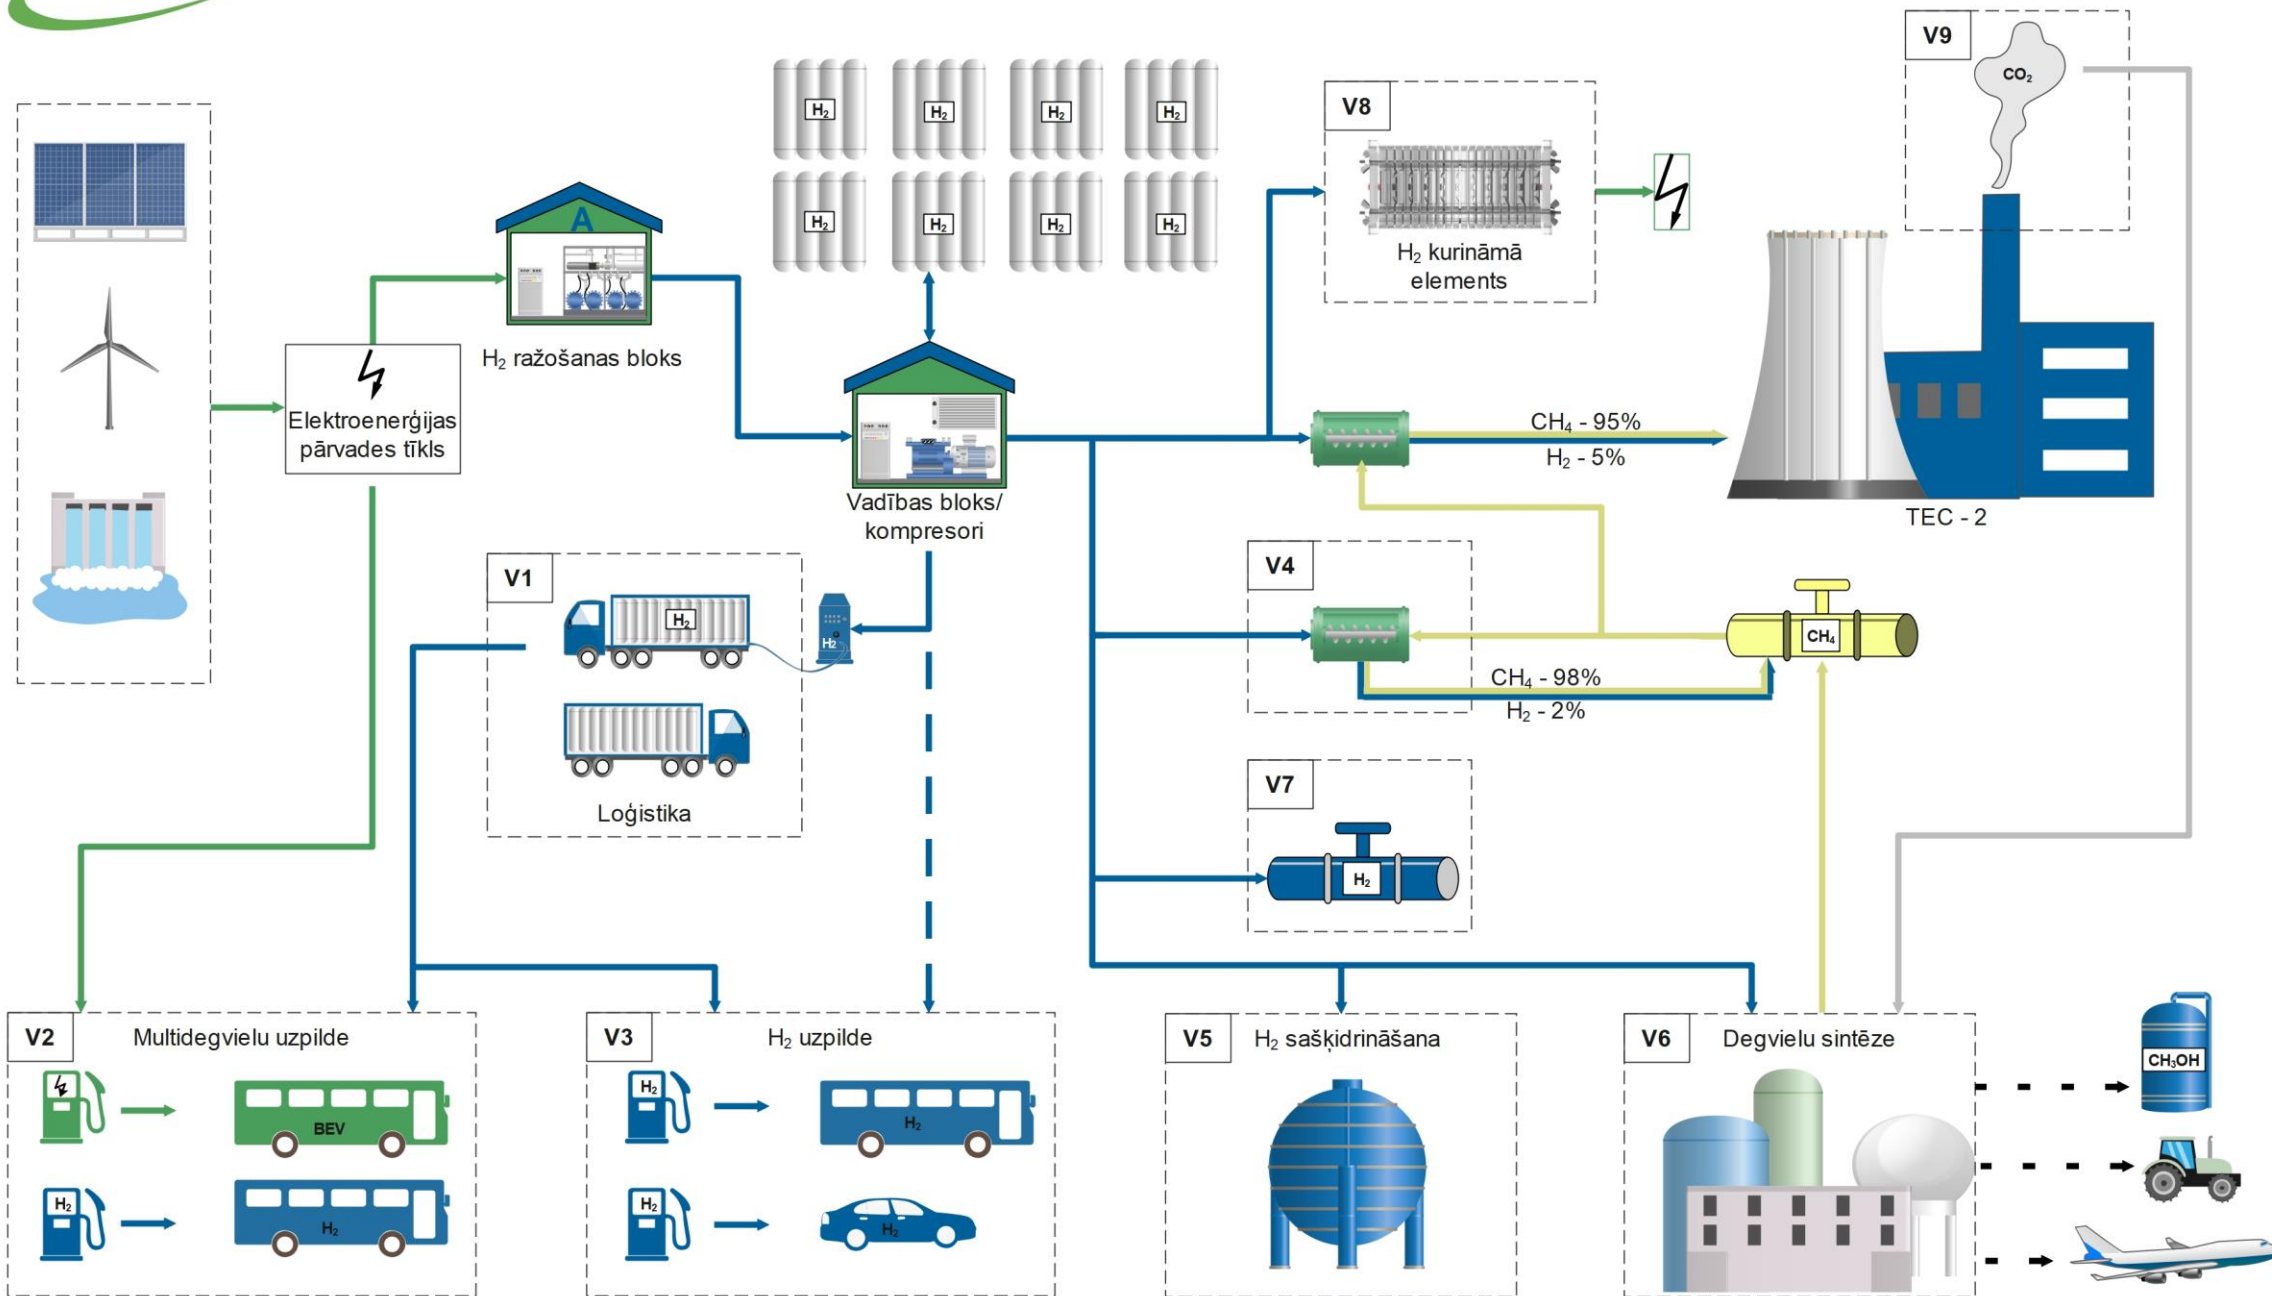 V9
CO₂
H₂
H₂
H₂
H₂
H₂
H₂
H₂
H₂
V8
H₂ kurināmā
elements
A
H₂ ražošanas bloks
Elektroenerģijas
pārvades tīkls
Vadības bloks/
kompresori
CH₄ - 95%
H₂ - 5%
TEC - 2
V1
H₂
H₂
Loģistika
V4
CH₄
CH₄ - 98%
H₂ - 2%
V7
H₂
V2
Multidegvielu uzpilde
BEV
H₂
H₂
V3
H₂ uzpilde
H₂
H₂
H₂
H₂
V5
H₂ sašķidrināšana
V6
Degvielu sintēze
CH₃OH